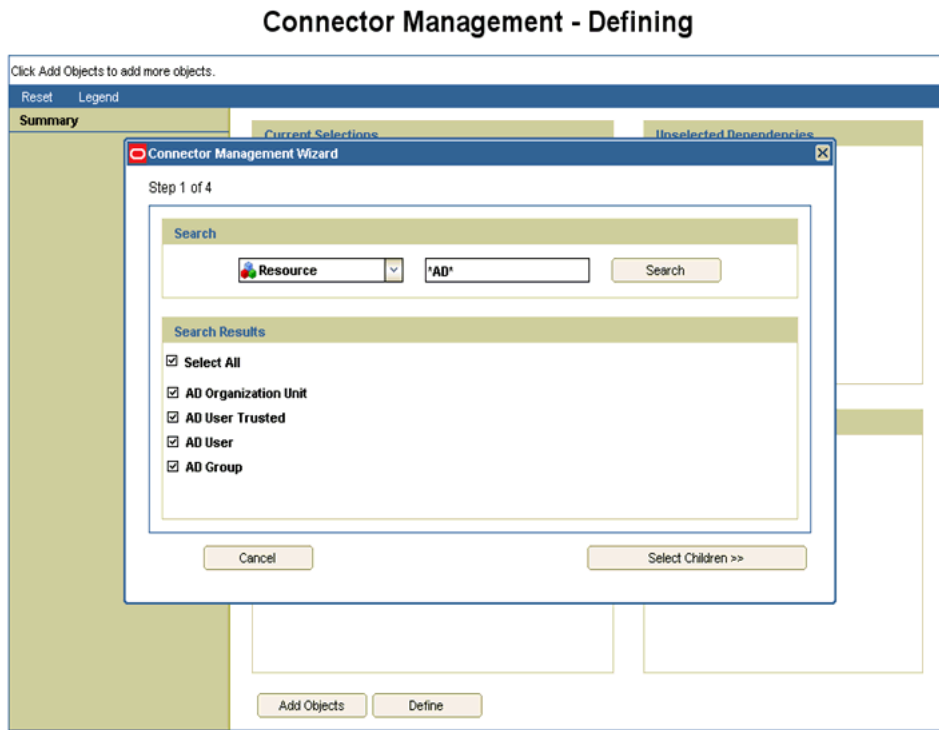 Connector Management - Defining
Click Add Objects to add more objects.
Reset Legend
Summary
Current Selections Unselected Dependencies
Connector Management Wizard
Step 1 of 4
Search
Resource *AD* Search
Search Results
Select All
AD Organization Unit
AD User Trusted
AD User
AD Group
Cancel Select Children >>
Add Objects Define